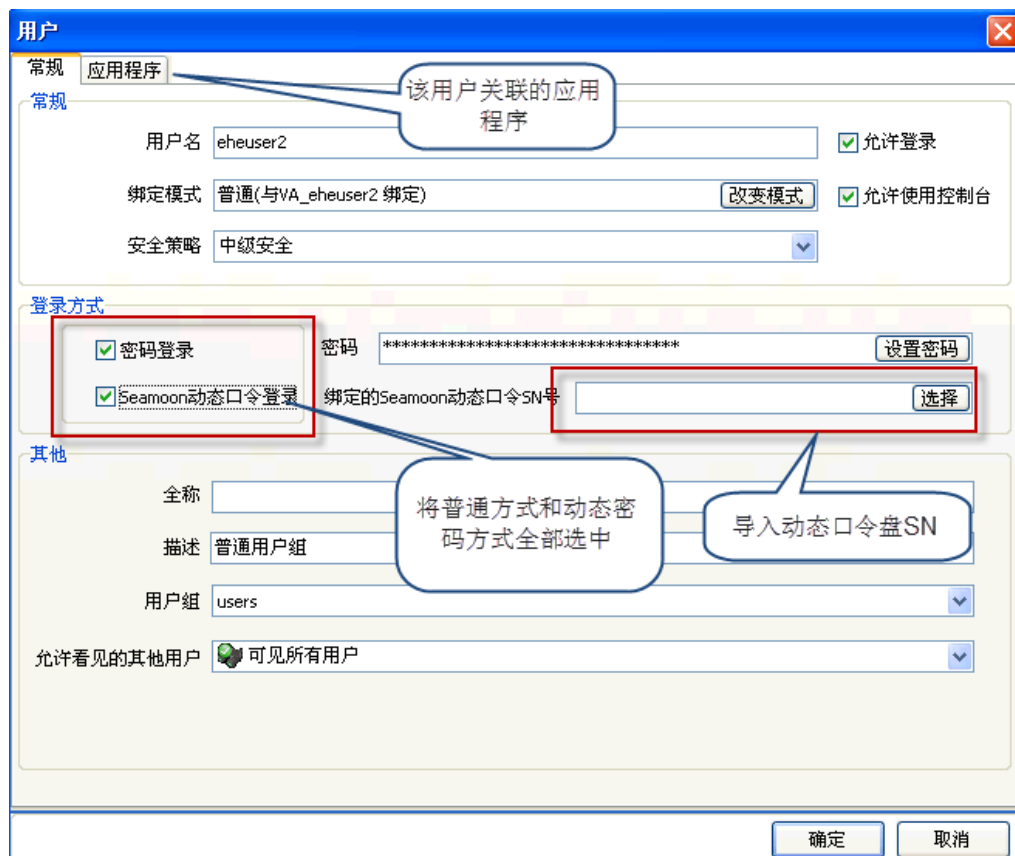 用户
常规 应用程序
该用户关联的应用
程序
常规
用户名 eheuser2 允许登录
绑定模式 普通(与VA_eheuser2 绑定) 改变模式 允许使用控制台
安全策略 中级安全
登录方式
密码登录 密码 ******************************** 设置密码
Seamoon动态口令登录 绑定的Seamoon动态口令SN号 选择
其他
全称
将普通方式和动态密
码方式全部选中
导入动态口令盘SN
描述 普通用户组
用户组 users
允许看见的其他用户 可见所有用户
确定 取消